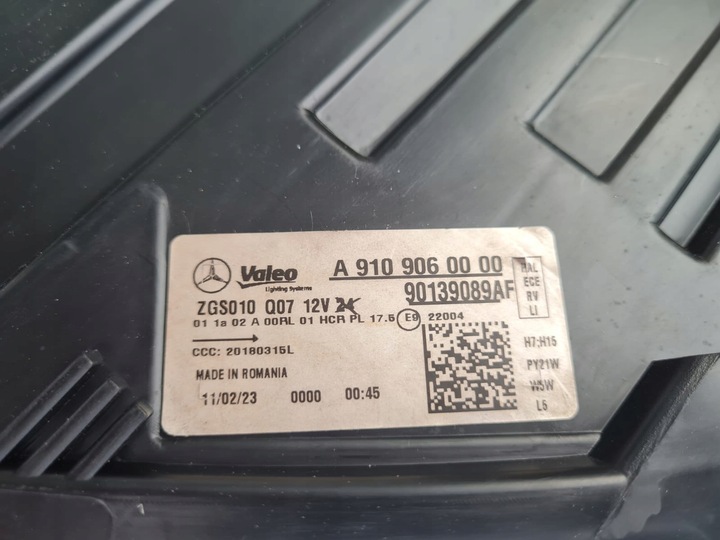 Valeo
Lighting Systems
A 910 906 00 00
90139089AF
ZGS010 Q07 12V
01 1a 02 A 00RL 01 HCR PL 17.5 E9 22004
CCC: 20180315L
MADE IN ROMANIA
11/02/23 0000 00:45
HAL
ECE
RV
LI
H7;H15
PY21W
W5W
L6